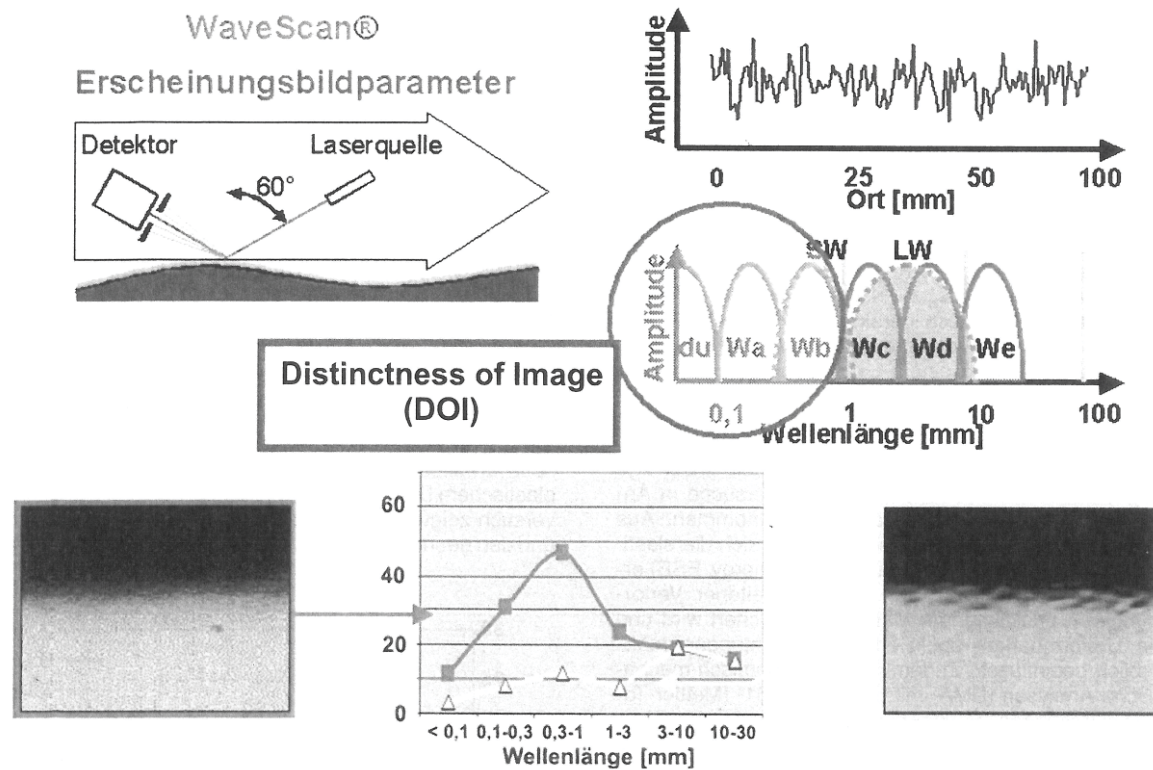 WaveScan®
Erscheinungsbildparameter
Detektor
Laserquelle
60°
Amplitude
0 25 50 100
Ort [mm]
Amplitude
SW LW
du Wa Wb Wc Wd We
0,1 1 10 100
Wellenlänge [mm]
Distinctness of Image
(DOI)
60
40
20
0
< 0,1 0,1-0,3 0,3-1 1-3 3-10 10-30
Wellenlänge [mm]